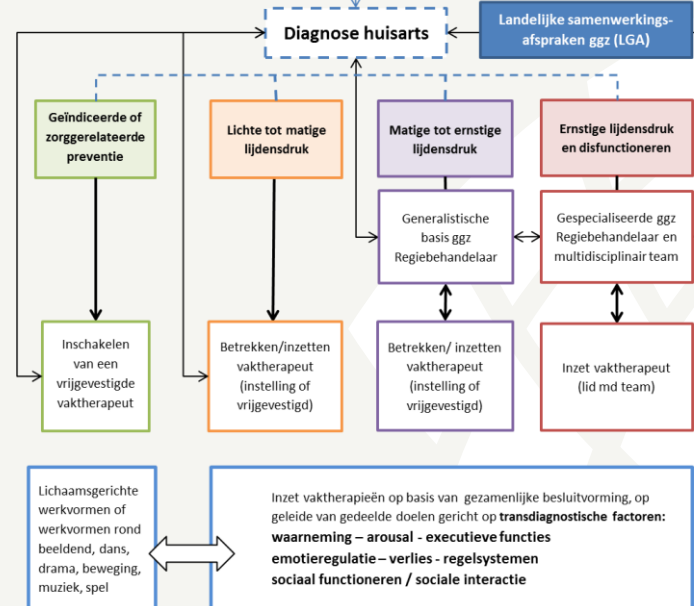 Diagnose huisarts
Landelijke samenwerkings-
afspraken ggz (LGA)
Geïndiceerde of
zorggerelateerde
preventie
Lichte tot matige
lijdensdruk
Matige tot ernstige
lijdensdruk
Ernstige lijdensdruk
en disfunctioneren
Generalistische
basis ggz
Regiebehandelaar
Gespecialiseerde ggz
Regiebehandelaar en
multidisciplinair team
Inschakelen
van een
vrijgevestigde
vaktherapeut
Betrekken/inzetten
vaktherapeut
(instelling of
vrijgevestigd)
Betrekken/ inzetten
vaktherapeut
(instelling of
vrijgevestigd)
Inzet vaktherapeut
(lid md team)
Lichaamsgerichte
werkvormen of
werkvormen rond
beeldend, dans,
drama, beweging,
muziek, spel
Inzet vaktherapieën op basis van gezamenlijke besluitvorming, op
geleide van gedeelde doelen gericht op transdiagnostische factoren:
waarneming – arousal - executieve functies
emotieregulatie – verlies - regelsystemen
sociaal functioneren / sociale interactie